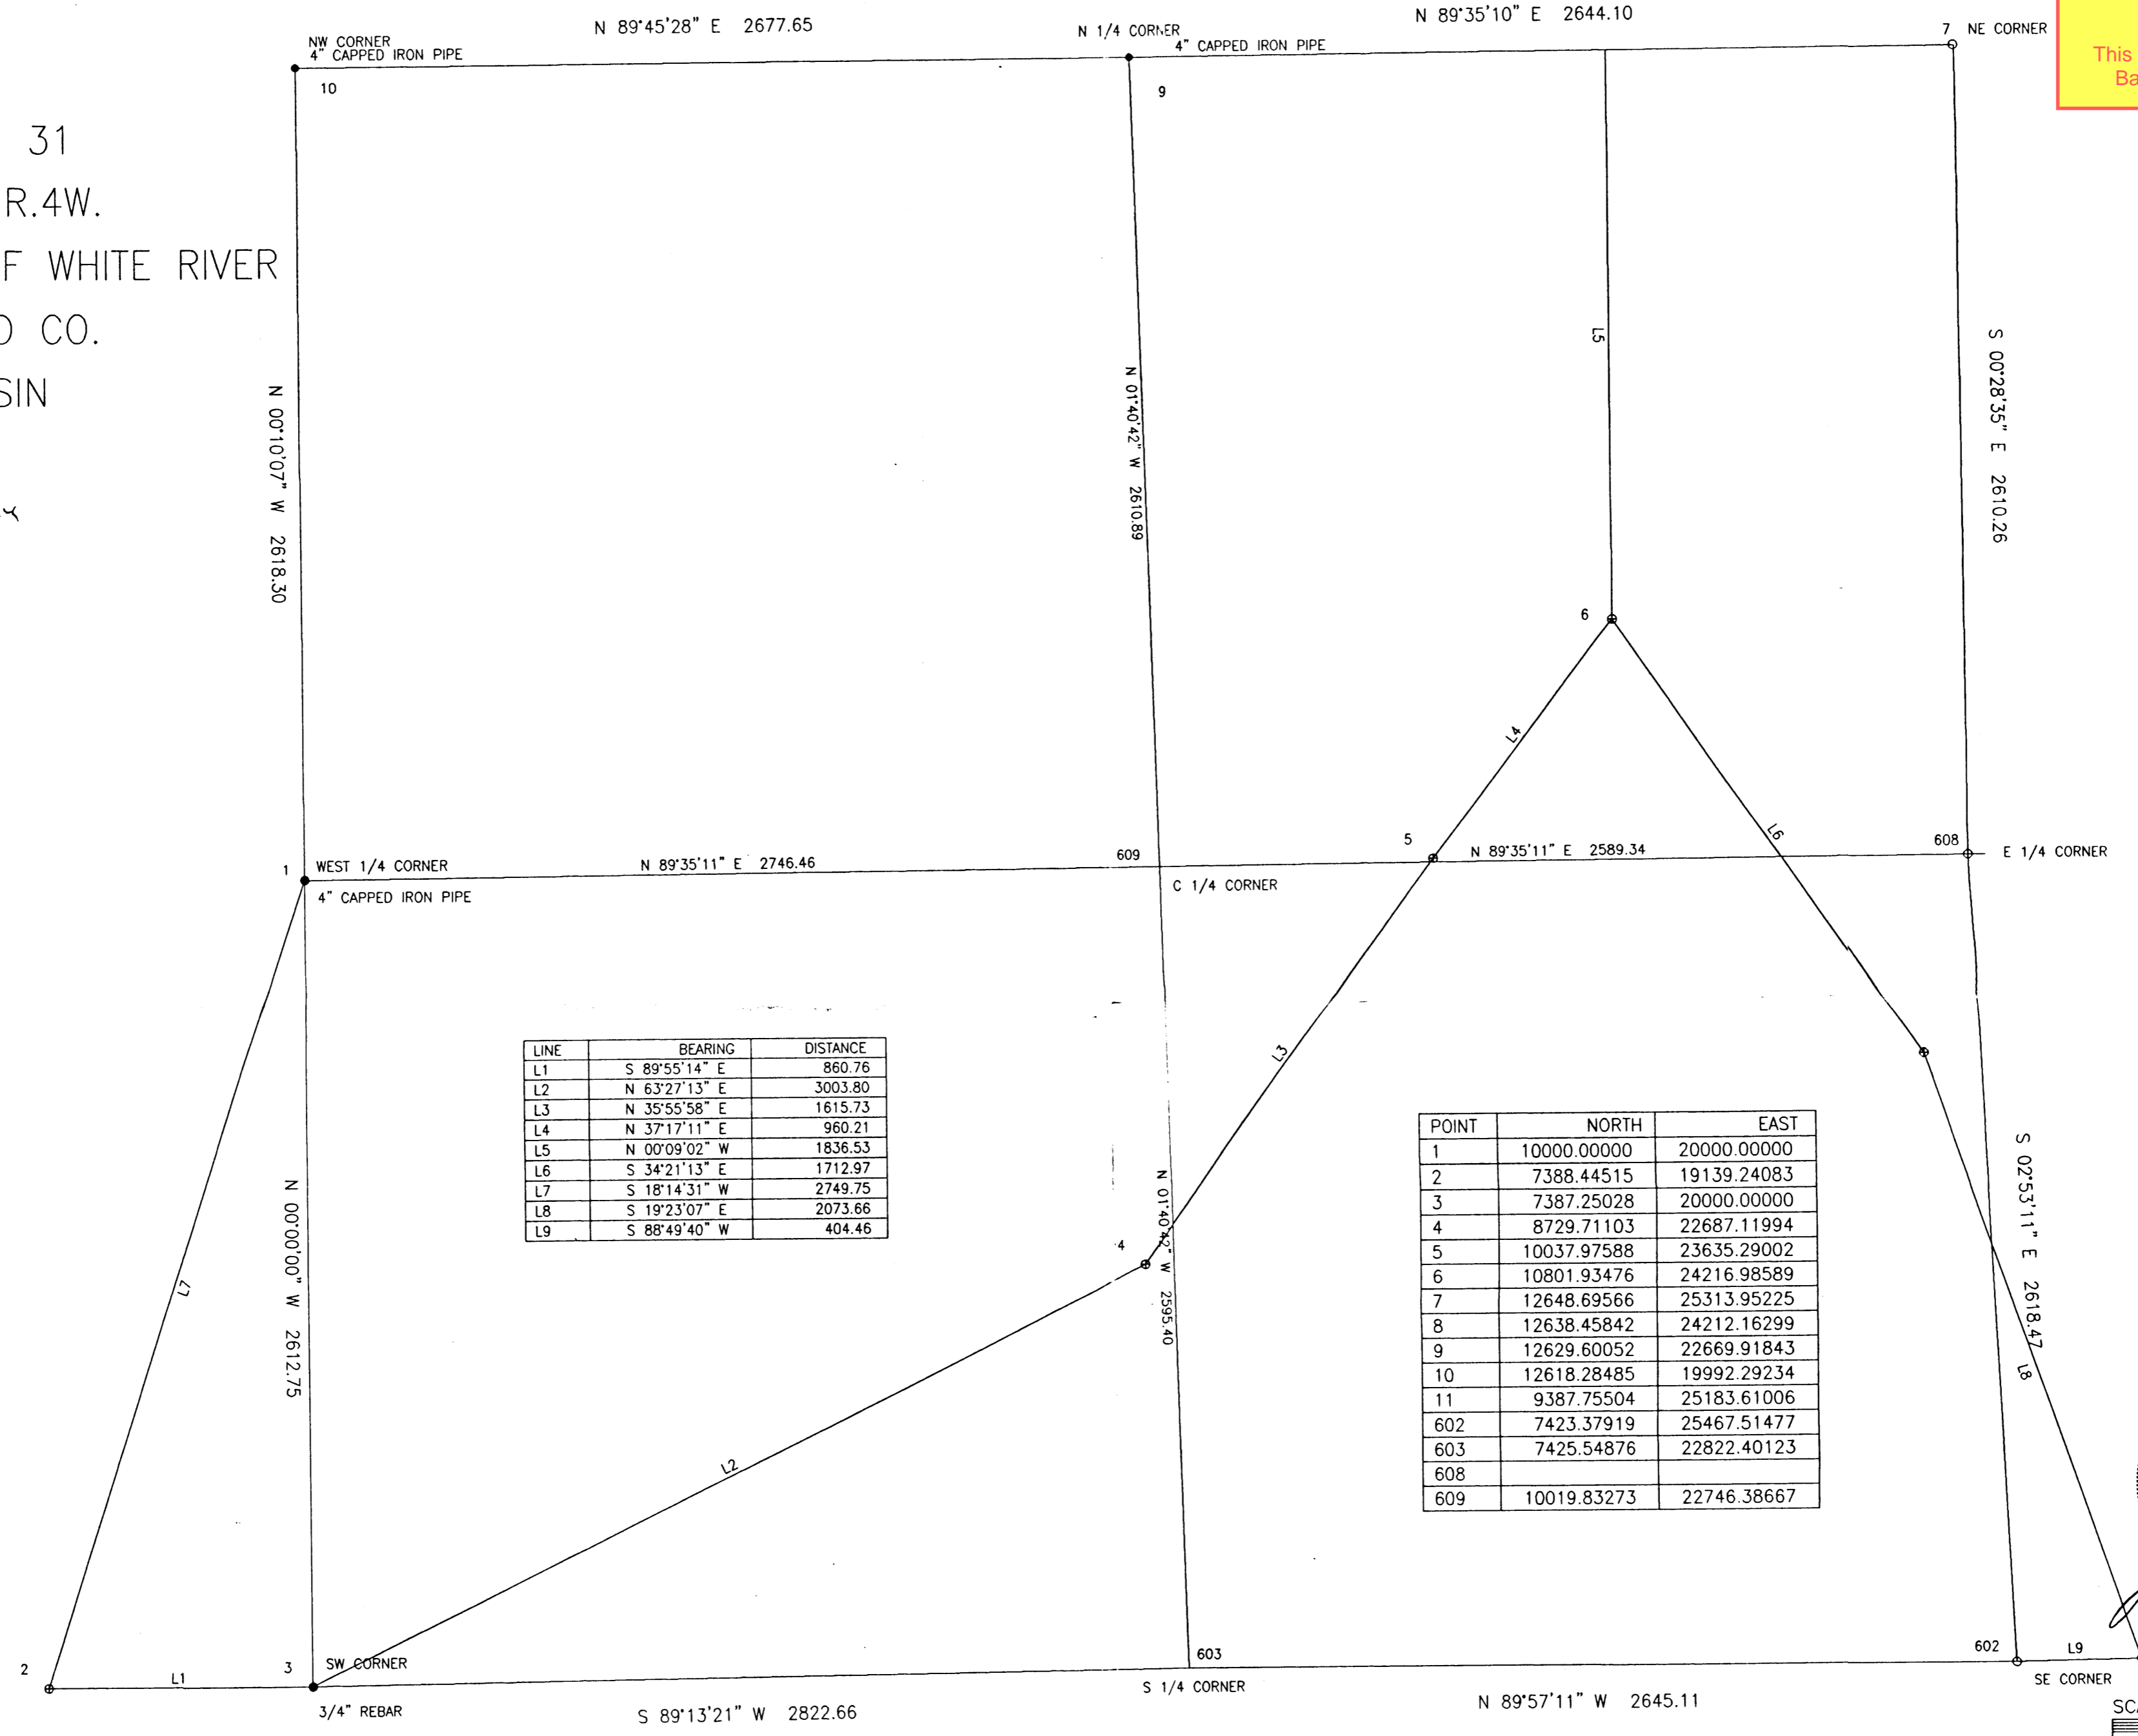 N 89°45'28" E 2677.65
N 89°35'10" E 2644.10
NW CORNER
4" CAPPED IRON PIPE
N 1/4 CORNER
4" CAPPED IRON PIPE
7 NE CORNER
This
Ba
10
9
31
R.4W.
F WHITE RIVER
CO.
SIN
N 00°10'07" W 2618.30
N 01°40'42" W 2610.89
L5
S 00°28'35" E 2610.26
6
L4
L6
5
N 89°35'11" E 2589.34
608
E 1/4 CORNER
1
WEST 1/4 CORNER
N 89°35'11" E 2746.46
609
4" CAPPED IRON PIPE
C 1/4 CORNER
L3
LINE BEARING DISTANCE
L1 S 89°55'14" E 860.76
L2 N 63°27'13" E 3003.80
L3 N 35°55'58" E 1615.73
L4 N 37°17'11" E 960.21
L5 N 00°09'02" W 1836.53
L6 S 34°21'13" E 1712.97
L7 S 18°14'31" W 2749.75
L8 S 19°23'07" E 2073.66
L9 S 88°49'40" W 404.46
POINT NORTH EAST
1 10000.00000 20000.00000
2 7388.44515 19139.24083
3 7387.25028 20000.00000
4 8729.71103 22687.11994
5 10037.97588 23635.29002
6 10801.93476 24216.98589
7 12648.69566 25313.95225
8 12638.45842 24212.16299
9 12629.60052 22669.91843
10 12618.28485 19992.29234
11 9387.75504 25183.61006
602 7423.37919 25467.51477
603 7425.54876 22822.40123
608
609 10019.83273 22746.38667
L7
N 00°00'00" W 2612.75
4
N 01°40'42" W 2595.40
S 02°53'11" E 2618.47
L8
L2
2
L1
3
SW CORNER
3/4" REBAR
S 89°13'21" W 2822.66
603
S 1/4 CORNER
N 89°57'11" W 2645.11
602
L9
SE CORNER
SCA